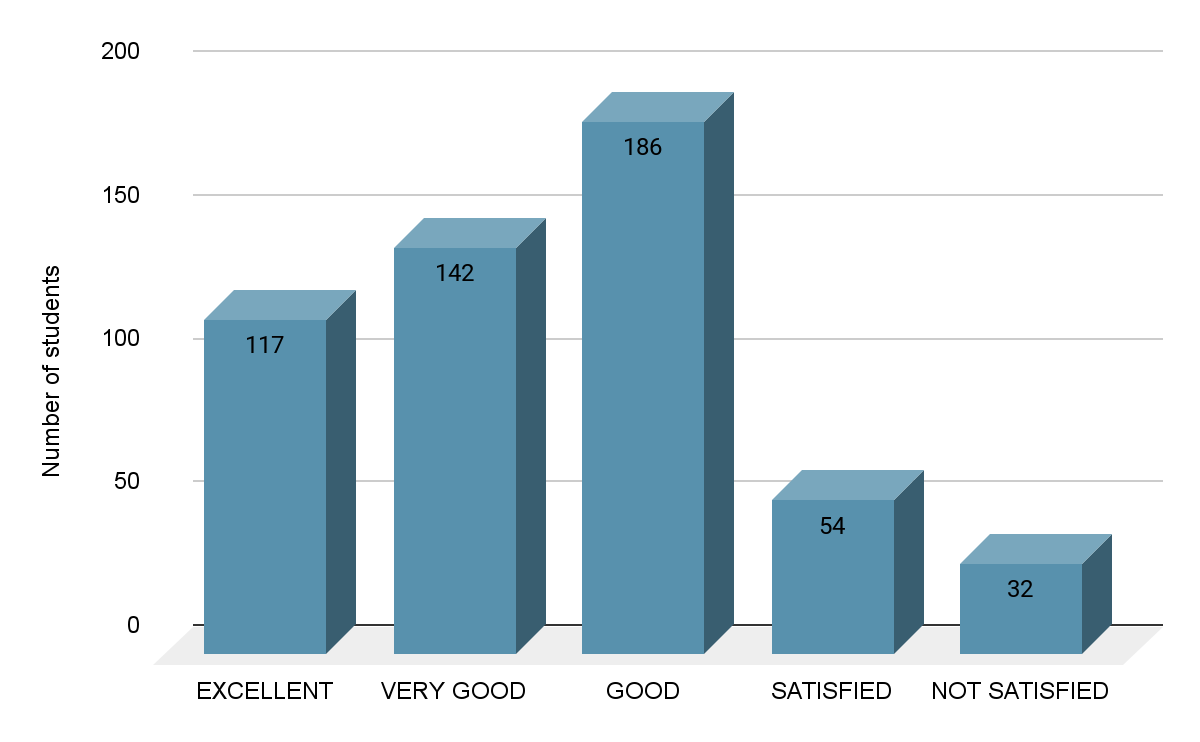 200
150
100
50
0
Number of students
117
142
186
54
32
EXCELLENT
VERY GOOD
GOOD
SATISFIED
NOT SATISFIED